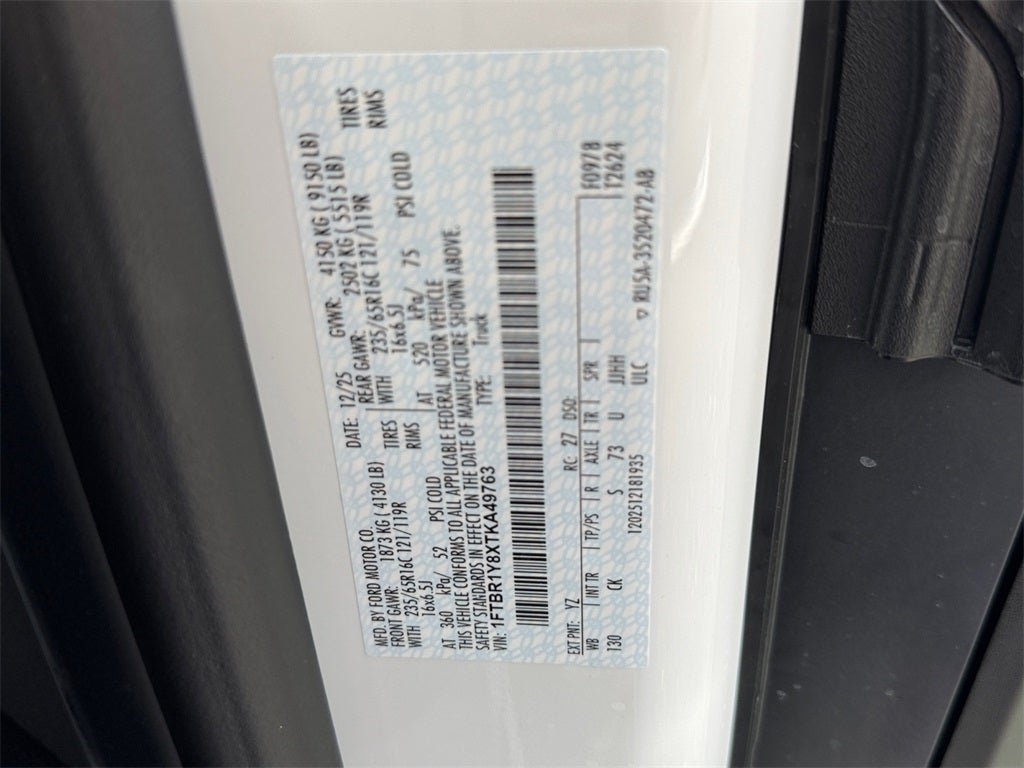 MFD. BY FORD MOTOR CO.
DATE: 12/25 GVWR: 4150 KG ( 9150 LB)
FRONT GAWR: 1873 KG ( 4130 LB) REAR GAWR: 2502 KG ( 5515 LB)
WITH 235/65R16C 121/119R TIRES WITH 235/65R16C 121/119R TIRES
16x6.5J RIMS 16x6.5J RIMS
AT 360 kPa/ 52 PSI COLD AT 520 kPa/ 75 PSI COLD
THIS VEHICLE CONFORMS TO ALL APPLICABLE FEDERAL MOTOR VEHICLE
SAFETY STANDARDS IN EFFECT ON THE DATE OF MANUFACTURE SHOWN ABOVE.
VIN: 1FTBR1Y8XTKA49763 TYPE: Truck
EXT PNT: YZ RC: 27 DSO: F0978
WB INT TR TP/PS R AXLE TR SPR T2624
130 CK S 73 U JJHH
1202512181935 ULC ▽ RU5A-3520472-AB